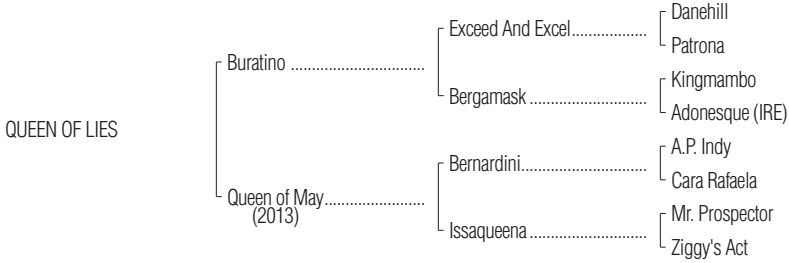 Danehill
Exceed And Excel..................
Patrona
Buratino ................................
Kingmambo
Bergamask ............................
Adonesque (IRE)
QUEEN OF LIES
A.P. Indy
Bernardini..............................
Cara Rafaela
Queen of May........................
(2013)
Mr. Prospector
Issaqueena ............................
Ziggy's Act